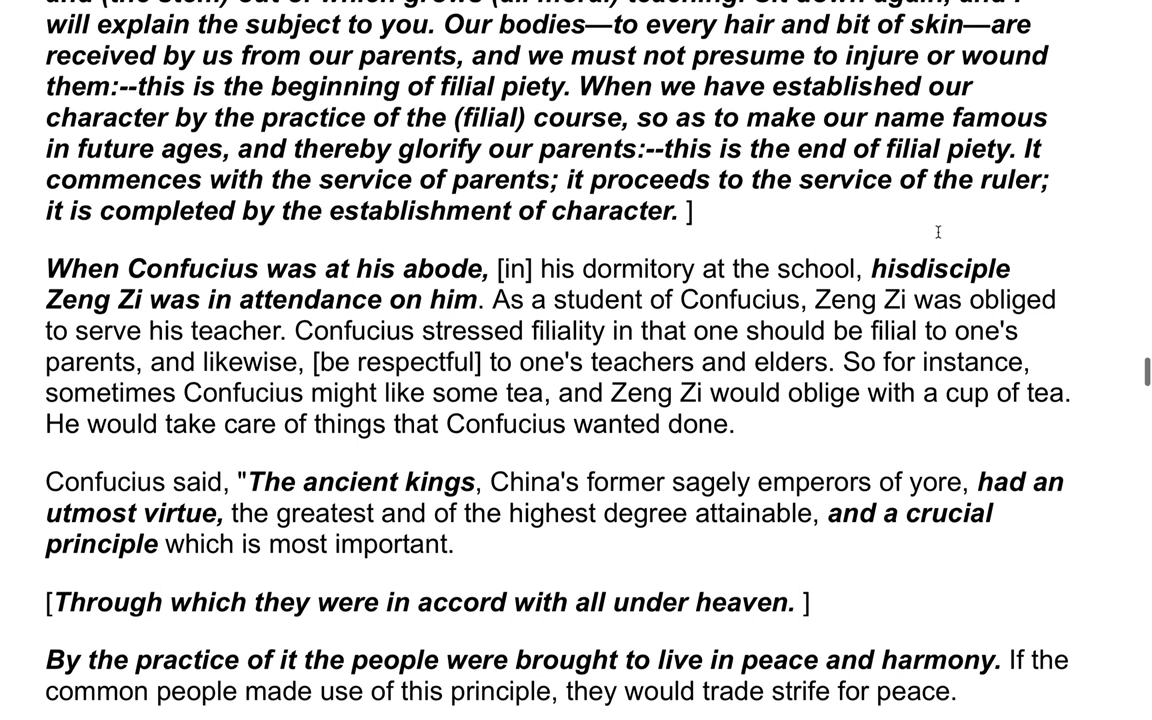 will explain the subject to you. Our bodies—to every hair and bit of skin—are
received by us from our parents, and we must not presume to injure or wound
them:--this is the beginning of filial piety. When we have established our
character by the practice of the (filial) course, so as to make our name famous
in future ages, and thereby glorify our parents:--this is the end of filial piety. It
commences with the service of parents; it proceeds to the service of the ruler;
it is completed by the establishment of character. ]
When Confucius was at his abode, [in] his dormitory at the school, hisdisciple
Zeng Zi was in attendance on him. As a student of Confucius, Zeng Zi was obliged
to serve his teacher. Confucius stressed filiality in that one should be filial to one's
parents, and likewise, [be respectful] to one's teachers and elders. So for instance,
sometimes Confucius might like some tea, and Zeng Zi would oblige with a cup of tea.
He would take care of things that Confucius wanted done.
Confucius said, "The ancient kings, China's former sagely emperors of yore, had an
utmost virtue, the greatest and of the highest degree attainable, and a crucial
principle which is most important.
[Through which they were in accord with all under heaven. ]
By the practice of it the people were brought to live in peace and harmony. If the
common people made use of this principle, they would trade strife for peace.